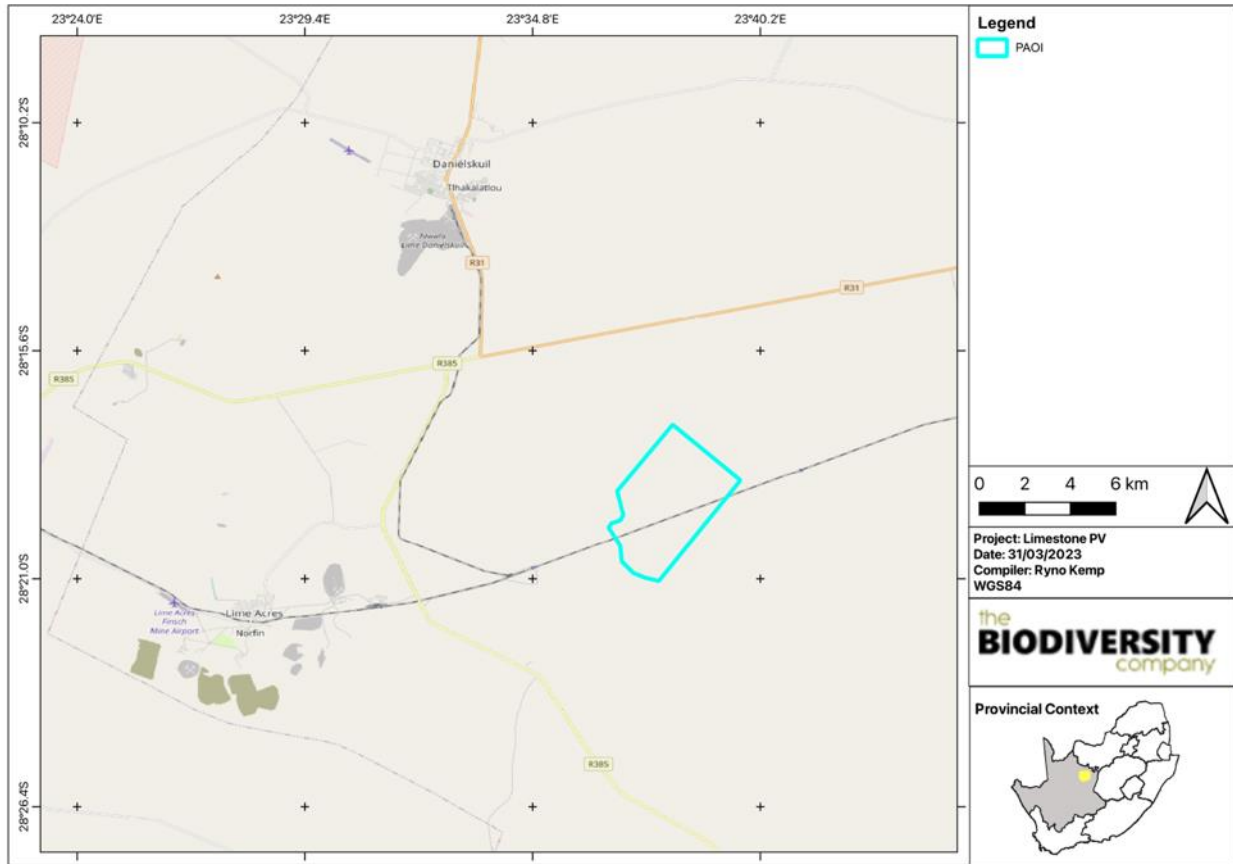 23°24.0'E
23°29.4'E
23°34.8'E
23°40.2'E
28°10.2'S
28°15.6'S
28°21.0'S
28°26.4'S
Daniëlskuil
Tlhakalatlou
Lime Daniëlskuil
R31
R31
R385
R385
Lime Acres
Finsch
Mine Airport
Lime Acres
Norfin
R385
Legend
PAOI
0 2 4 6 km
Project: Limestone PV
Date: 31/03/2023
Compiler: Ryno Kemp
WGS84
the
BIODIVERSITY
company
Provincial Context